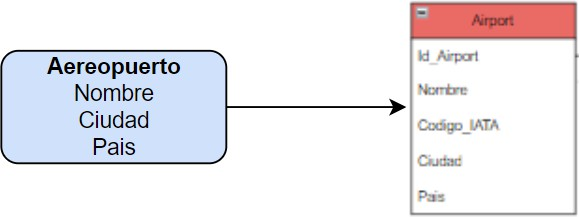 Aereopuerto
Nombre
Ciudad
Pais
Airport
Id_Airport
Nombre
Codigo_IATA
Ciudad
Pais